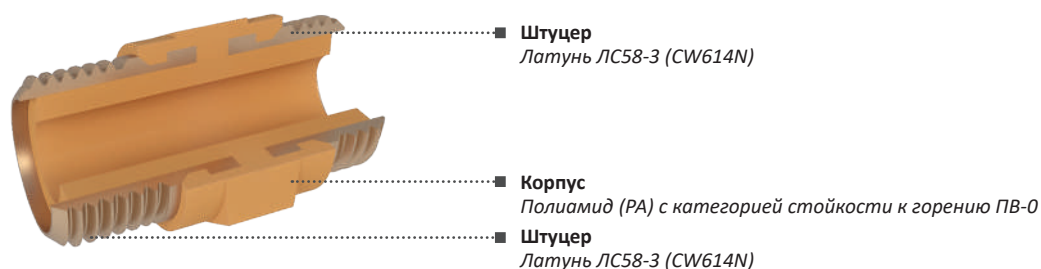 Штуцер
Латунь ЛС58-3 (CW614N)
Корпус
Полиамид (PA) с категорией стойкости к горению ПВ-0
Штуцер
Латунь ЛС58-3 (CW614N)